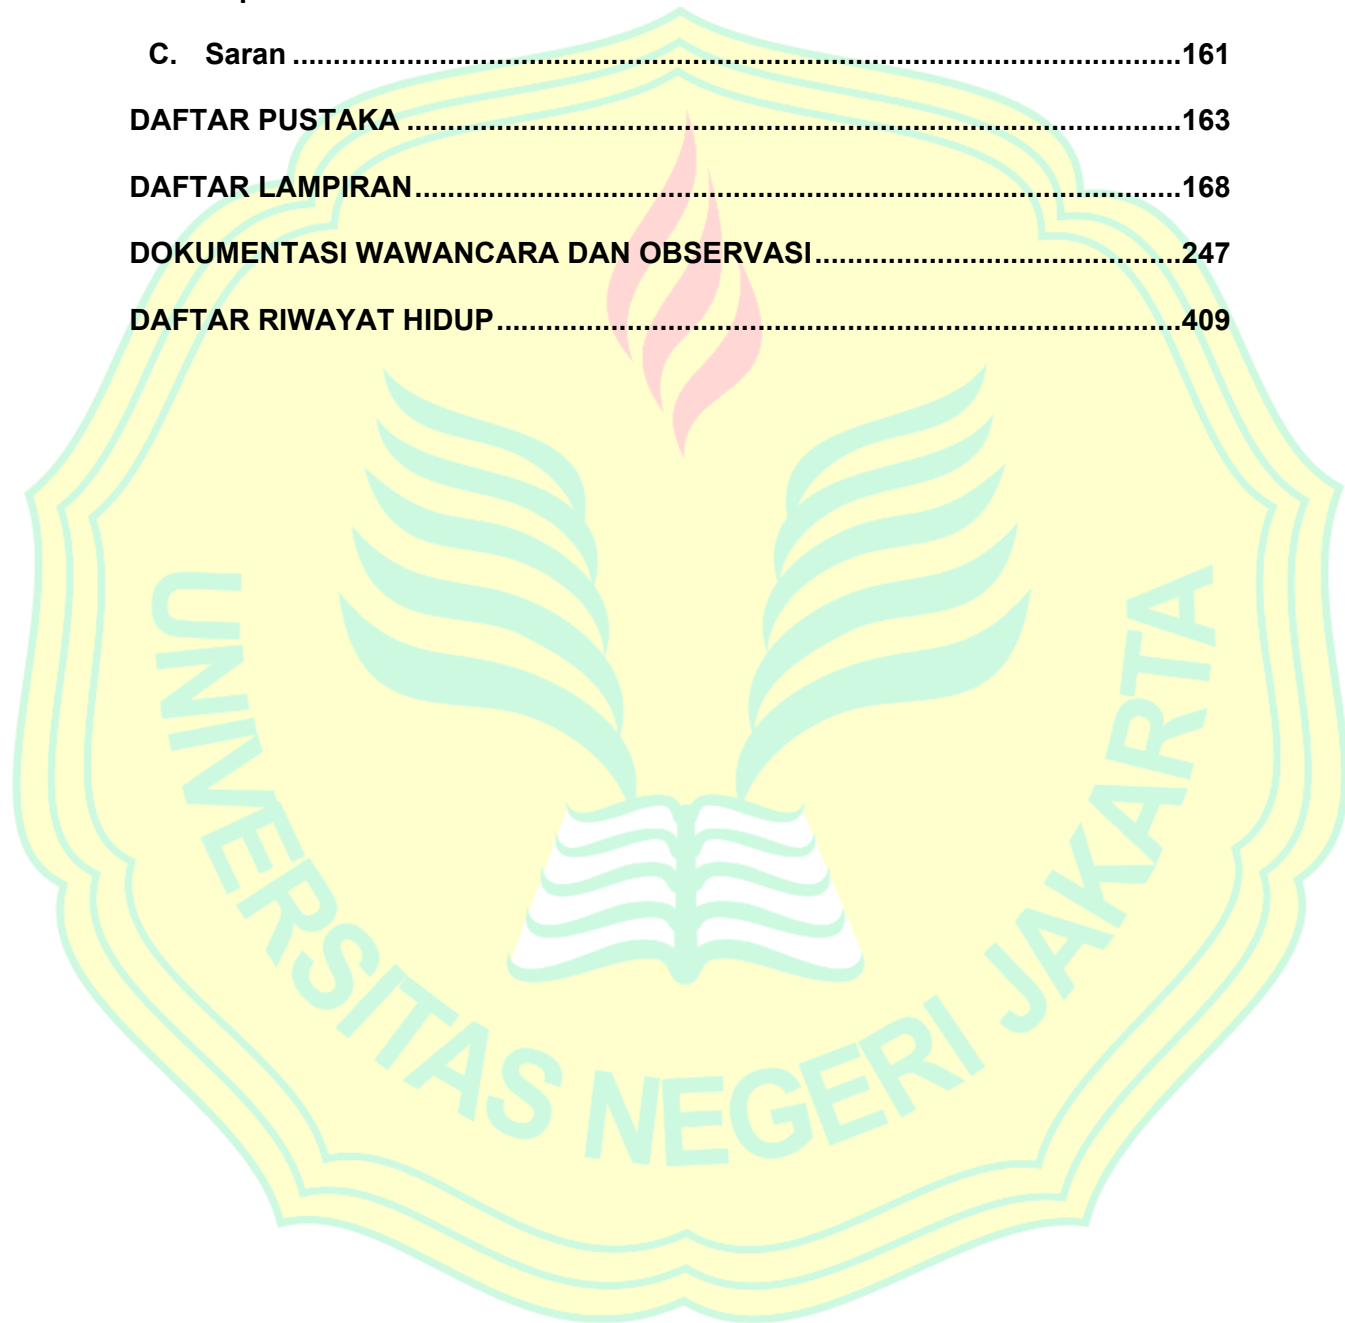 C. Saran ..............................................................................................................161
DAFTAR PUSTAKA ................................................................................................163
DAFTAR LAMPIRAN...............................................................................................168
DOKUMENTASI WAWANCARA DAN OBSERVASI.............................................247
DAFTAR RIWAYAT HIDUP.....................................................................................409
UNIVERSITAS NEGERI JAKARTA